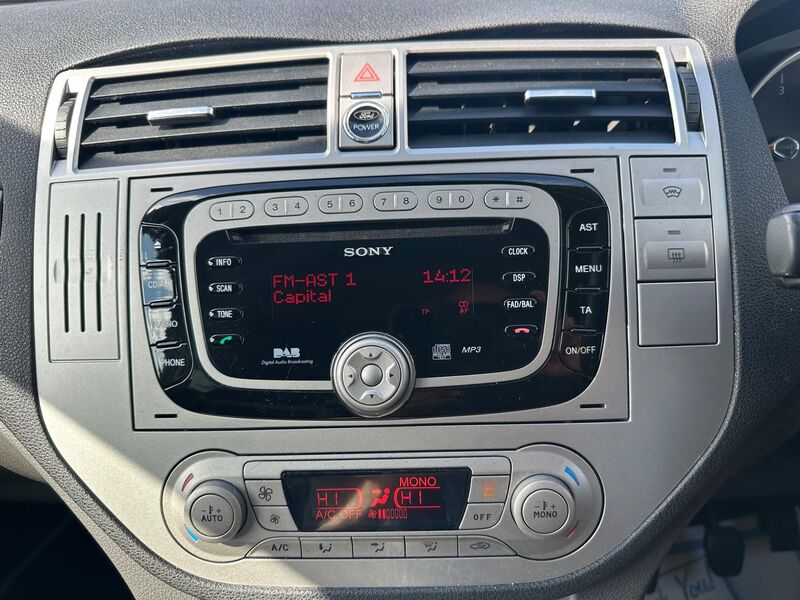 Ford
POWER
1 2 3 4 5 6 7 8 9 0 * #
SONY
INFO
SCAN
TONE
CD/AUX
RADIO
PHONE
FM-AST 1 14:12
Capital
TP CD
AF
CLOCK
DSP
FAD/BAL
AST
MENU
TA
ON/OFF
DAB
Digital Audio Broadcasting
MP3
MONO
HI HI
A/C OFF
- +
AUTO
OFF
- +
MONO
A/C
You!